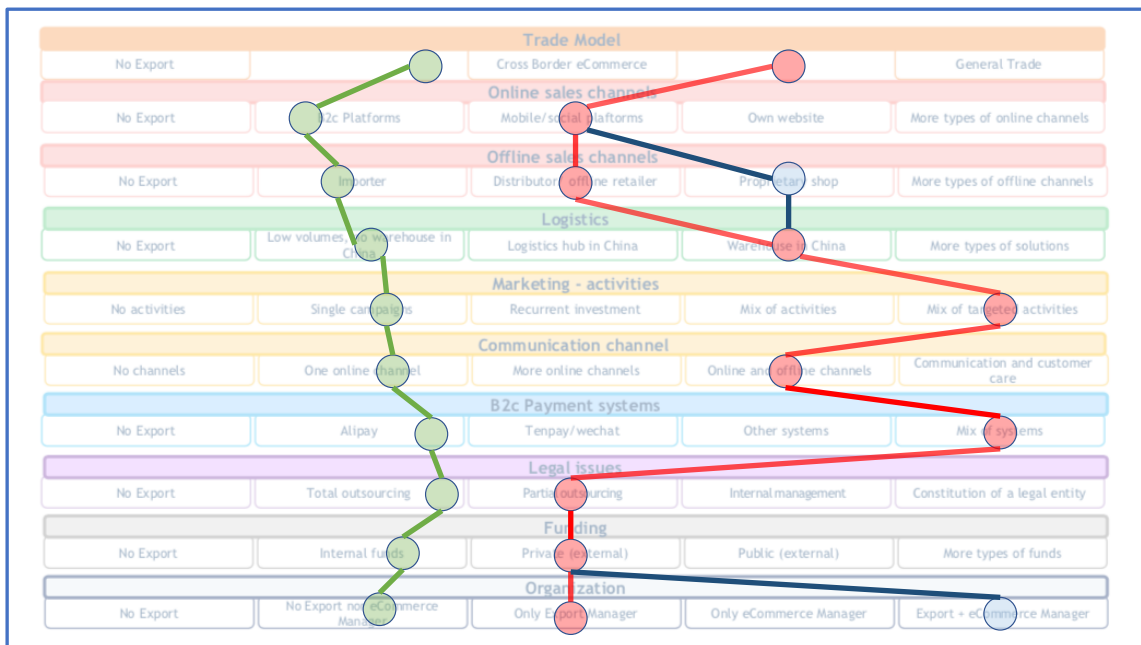 Trade Model
No Export
Cross Border eCommerce
General Trade
Online sales channels
No Export
B2c Platforms
Mobile/social plaftorms
Own website
More types of online channels
Offline sales channels
No Export
Importer
Distributor offline retailer
Proprietary shop
More types of offline channels
Logistics
No Export
Low volumes, no warehouse in
China
Logistics hub in China
Warehouse in China
More types of solutions
Marketing - activities
No activities
Single campaigns
Recurrent investment
Mix of activities
Mix of targeted activities
Communication channel
No channels
One online channel
More online channels
Online and offline channels
Communication and customer
care
B2c Payment systems
No Export
Alipay
Tenpay/wechat
Other systems
Mix of systems
Legal issues
No Export
Total outsourcing
Partial outsourcing
Internal management
Constitution of a legal entity
Funding
No Export
Internal funds
Private (external)
Public (external)
More types of funds
Organization
No Export
No Export nor eCommerce
Manager
Only Export Manager
Only eCommerce Manager
Export + eCommerce Manager